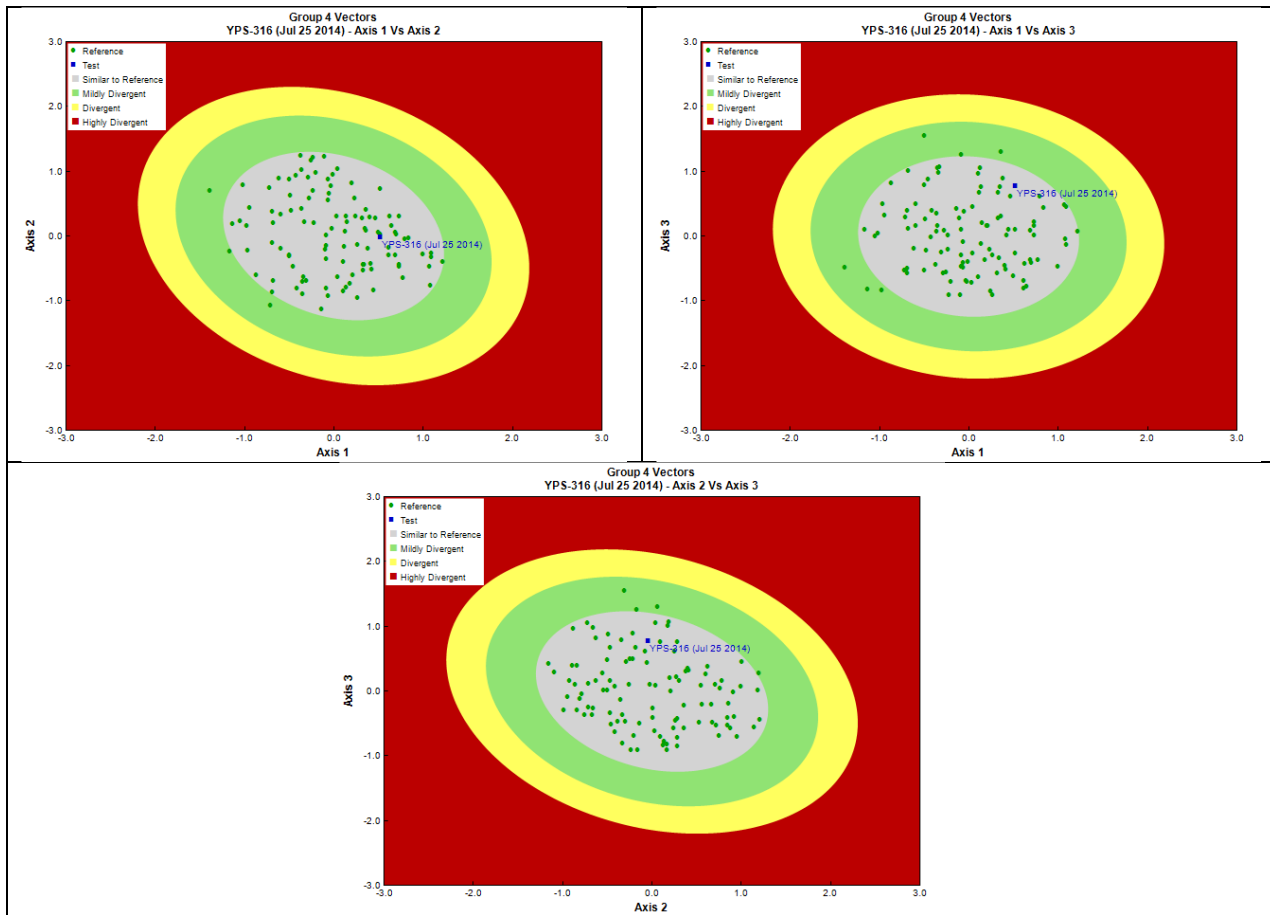 Group 4 Vectors
YPS-316 (Jul 25 2014) - Axis 1 Vs Axis 2
3.0
2.0
1.0
0.0
-1.0
-2.0
-3.0
Axis 2
Reference
Test
Similar to Reference
Mildly Divergent
Divergent
Highly Divergent
YPS-316 (Jul 25 2014)
-3.0 -2.0 -1.0 0.0 1.0 2.0 3.0
Axis 1
Group 4 Vectors
YPS-316 (Jul 25 2014) - Axis 1 Vs Axis 3
3.0
2.0
1.0
0.0
-1.0
-2.0
-3.0
Axis 3
Reference
Test
Similar to Reference
Mildly Divergent
Divergent
Highly Divergent
YPS-316 (Jul 25 2014)
-3.0 -2.0 -1.0 0.0 1.0 2.0 3.0
Axis 1
Group 4 Vectors
YPS-316 (Jul 25 2014) - Axis 2 Vs Axis 3
3.0
2.0
1.0
0.0
-1.0
-2.0
-3.0
Axis 3
Reference
Test
Similar to Reference
Mildly Divergent
Divergent
Highly Divergent
YPS-316 (Jul 25 2014)
-3.0 -2.0 -1.0 0.0 1.0 2.0 3.0
Axis 2